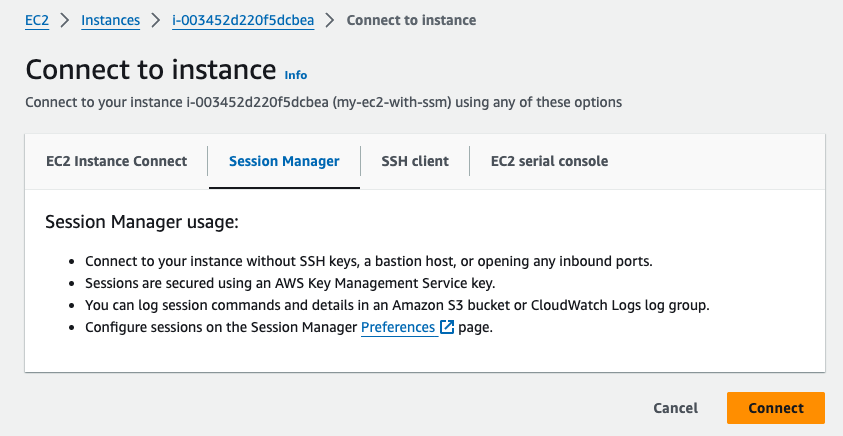 EC2 > Instances > i-003452d220f5dcbea > Connect to instance
Connect to instance Info
Connect to your instance i-003452d220f5dcbea (my-ec2-with-ssm) using any of these options
EC2 Instance Connect Session Manager SSH client EC2 serial console
Session Manager usage:
• Connect to your instance without SSH keys, a bastion host, or opening any inbound ports.
• Sessions are secured using an AWS Key Management Service key.
• You can log session commands and details in an Amazon S3 bucket or CloudWatch Logs log group.
• Configure sessions on the Session Manager Preferences page.
Cancel Connect